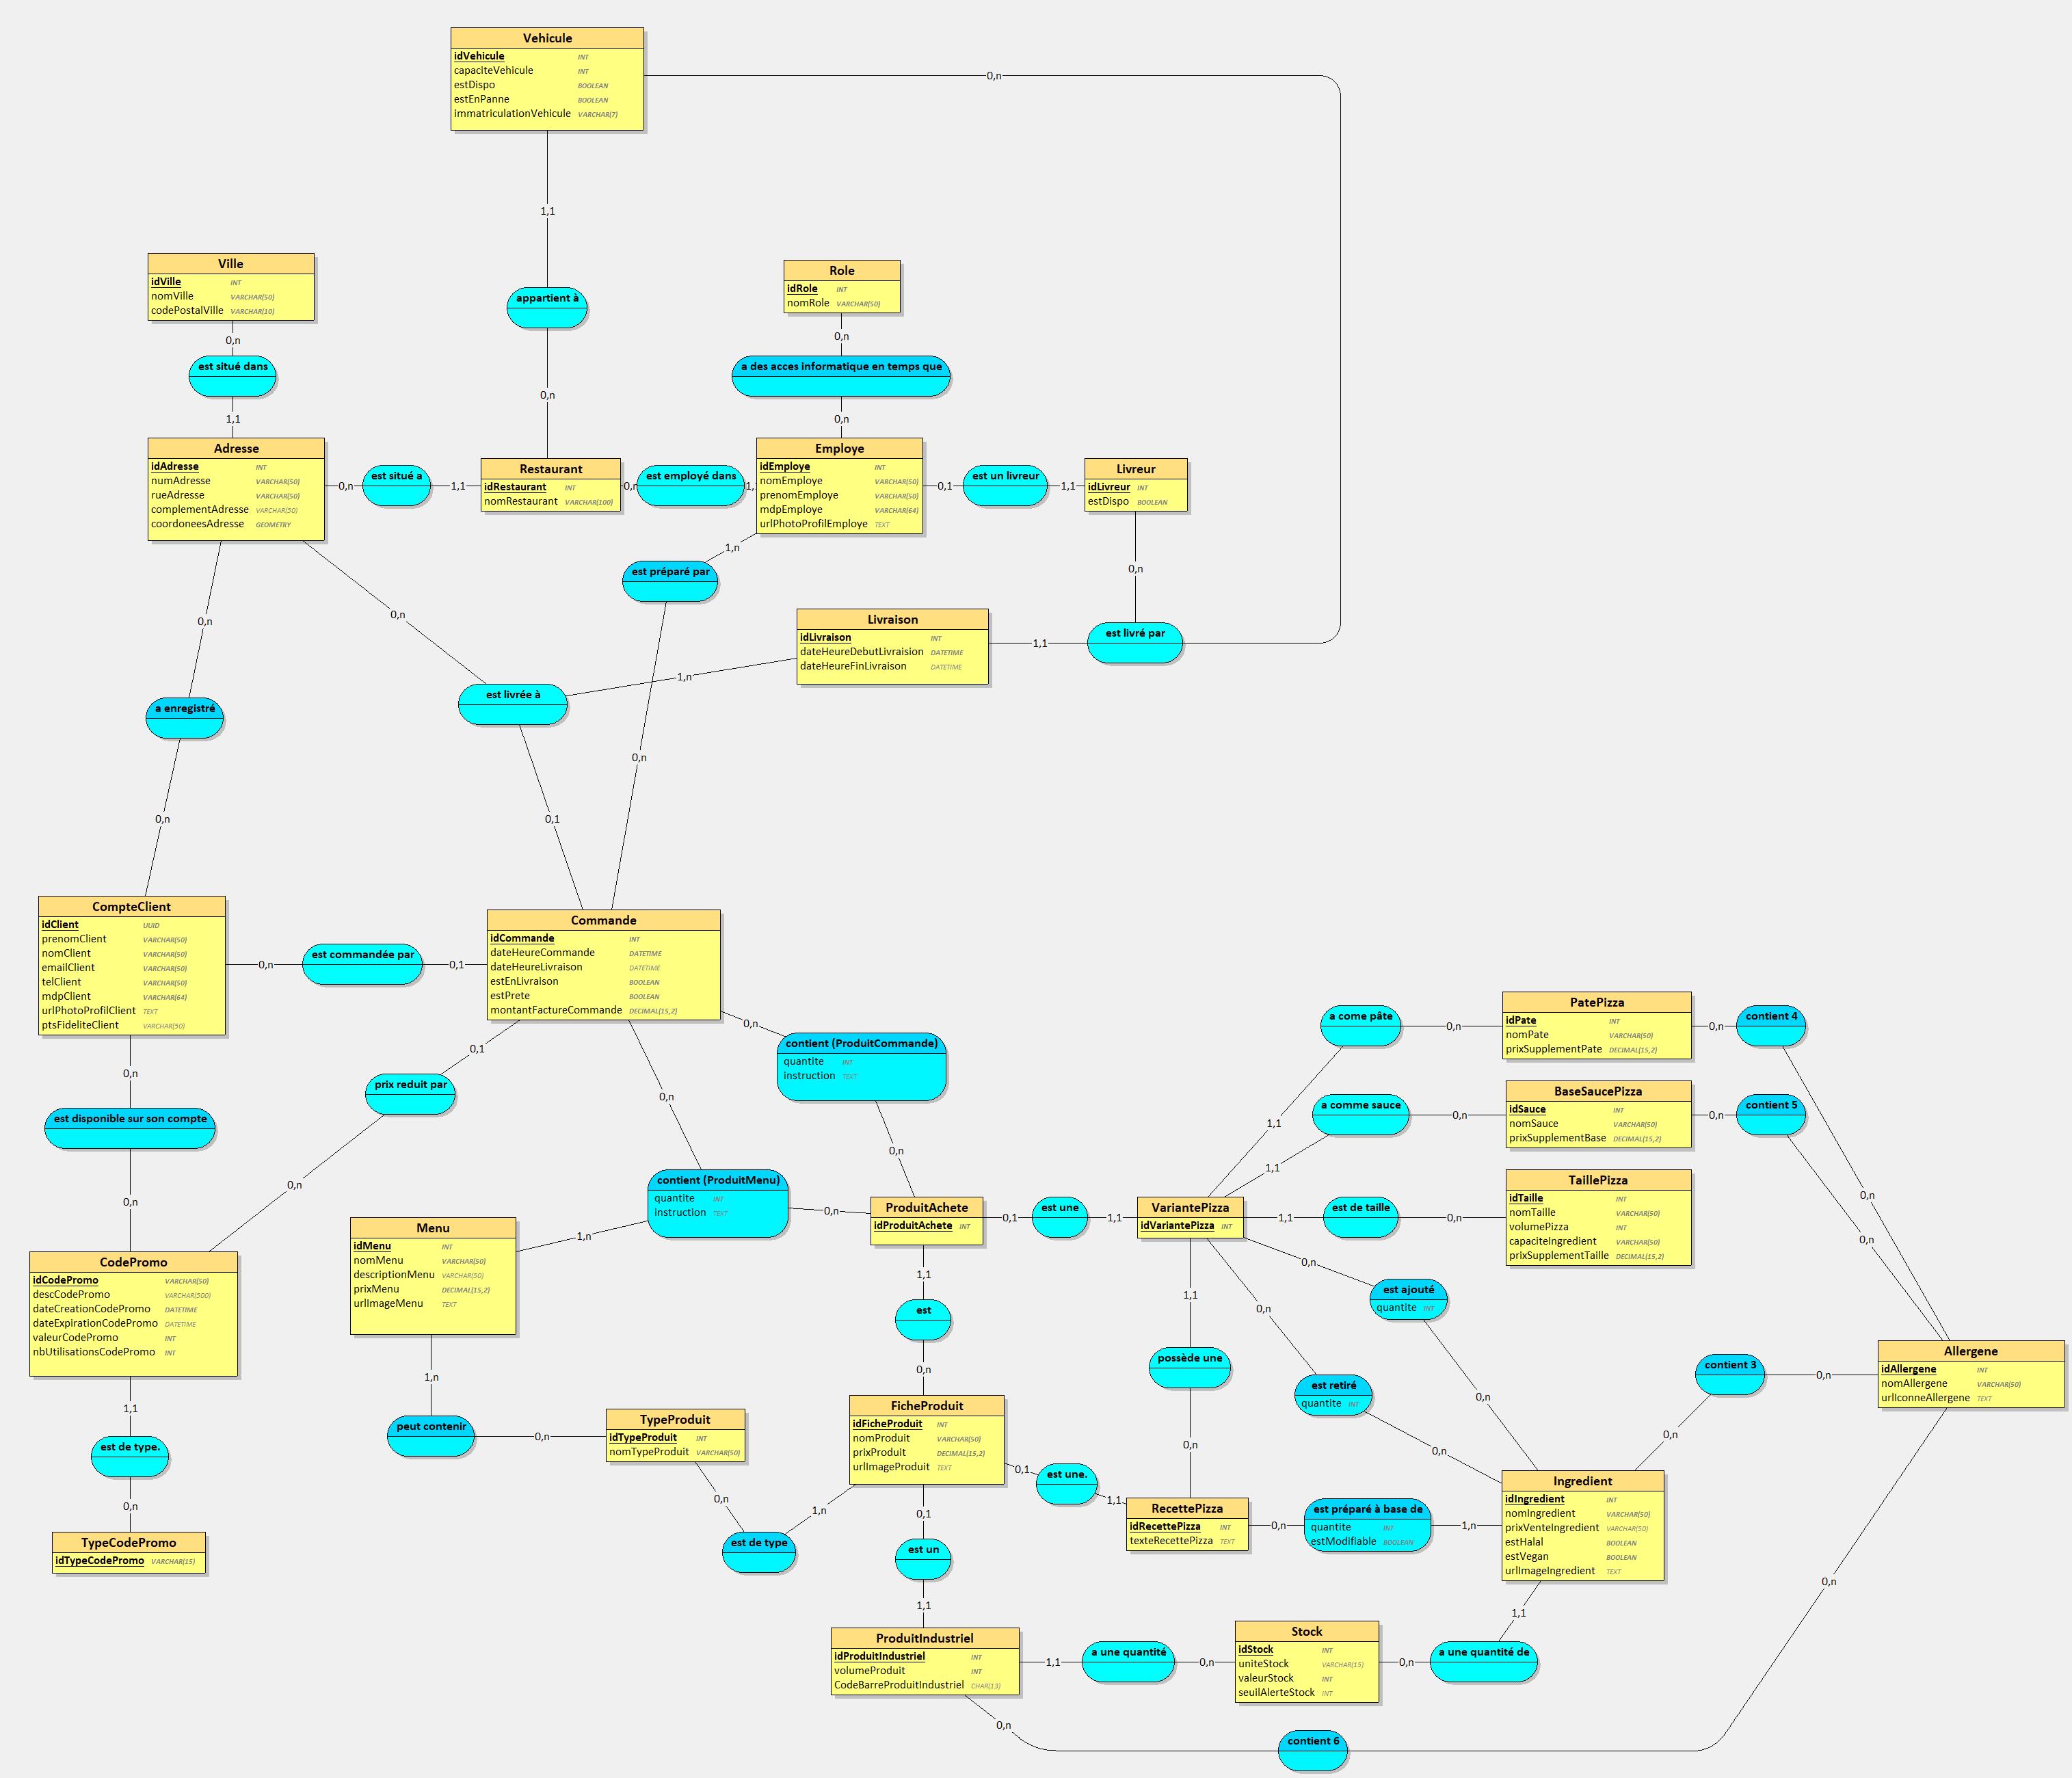 Vehicule
idVehicule INT
capaciteVehicule INT
estDispo BOOLEAN
estEnPanne BOOLEAN
immatriculationVehicule VARCHAR(7)
0,n
1,1
appartient à
0,n
Ville
idVille INT
nomVille VARCHAR(50)
codePostalVille VARCHAR(10)
0,n
est situé dans
1,1
Role
idRole INT
nomRole VARCHAR(50)
0,n
a des acces informatique en temps que
0,n
Adresse
idAdresse INT
numAdresse VARCHAR(50)
rueAdresse VARCHAR(50)
complementAdresse VARCHAR(50)
coordoneesAdresse GEOMETRY
0,n
est situé a
1,1
Restaurant
idRestaurant INT
nomRestaurant VARCHAR(100)
0,n
est employé dans
1,
Employe
idEmploye INT
nomEmploye VARCHAR(50)
prenomEmploye VARCHAR(50)
mdpEmploye VARCHAR(64)
urlPhotoProfilEmploye TEXT
0,1
est un livreur
1,1
Livreur
idLivreur INT
estDispo BOOLEAN
0,n
1,n
est préparé par
0,n
Livraison
idLivraison INT
dateHeureDebutLivraision DATETIME
dateHeureFinLivraison DATETIME
1,1
est livré par
0,n
1,n
est livrée à
0,1
0,n
a enregistré
0,n
CompteClient
idClient UUID
prenomClient VARCHAR(50)
nomClient VARCHAR(50)
emailClient VARCHAR(50)
telClient VARCHAR(50)
mdpClient VARCHAR(64)
urlPhotoProfilClient TEXT
ptsFideliteClient VARCHAR(50)
0,n
est commandée par
0,1
Commande
idCommande INT
dateHeureCommande DATETIME
dateHeureLivraison DATETIME
estEnLivraison BOOLEAN
estPrete BOOLEAN
montantFactureCommande DECIMAL(15,2)
0,n
contient (ProduitCommande)
quantite INT
instruction TEXT
0,n
0,1
prix reduit par
0,n
0,n
est disponible sur son compte
0,n
0,n
contient (ProduitMenu)
quantite INT
instruction TEXT
0,n
1,n
Menu
idMenu INT
nomMenu VARCHAR(50)
descriptionMenu VARCHAR(50)
prixMenu DECIMAL(15,2)
urlImageMenu TEXT
1,n
peut contenir
0,n
CodePromo
idCodePromo VARCHAR(50)
descCodePromo VARCHAR(500)
dateCreationCodePromo DATETIME
dateExpirationCodePromo DATETIME
valeurCodePromo INT
nbUtilisationsCodePromo INT
1,1
est de type.
0,n
TypeCodePromo
idTypeCodePromo VARCHAR(15)
ProduitAchete
idProduitAchete INT
0,1
est une
1,1
VariantePizza
idVariantePizza INT
1,1
a come pâte
0,n
PatePizza
idPate INT
nomPate VARCHAR(50)
prixSupplementPate DECIMAL(15,2)
0,n
contient 4
0,n
1,1
a comme sauce
0,n
BaseSaucePizza
idSauce INT
nomSauce VARCHAR(50)
prixSupplementBase DECIMAL(15,2)
0,n
contient 5
0,n
1,1
est de taille
0,n
TaillePizza
idTaille INT
nomTaille VARCHAR(50)
volumePizza INT
capaciteIngredient VARCHAR(50)
prixSupplementTaille DECIMAL(15,2)
0,n
est ajouté
quantite INT
0,n
0,n
est retiré
quantite INT
0,n
1,1
possède une
0,n
1,1
est
0,n
FicheProduit
idFicheProduit INT
nomProduit VARCHAR(50)
prixProduit DECIMAL(15,2)
urlImageProduit TEXT
TypeProduit
idTypeProduit INT
nomTypeProduit VARCHAR(50)
0,n
est de type
1,n
0,1
est une.
1,1
RecettePizza
idRecettePizza INT
texteRecettePizza TEXT
0,n
est préparé à base de
quantite INT
estModifiable BOOLEAN
1,n
Ingredient
idIngredient INT
nomIngredient VARCHAR(50)
prixVenteIngredient VARCHAR(50)
estHalal BOOLEAN
estVegan BOOLEAN
urlImageIngredient TEXT
0,n
contient 3
0,n
Allergene
idAllergene INT
nomAllergene VARCHAR(50)
urlIconneAllergene TEXT
0,1
est un
1,1
ProduitIndustriel
idProduitIndustriel INT
volumeProduit INT
CodeBarreProduitIndustriel CHAR(13)
1,1
a une quantité
0,n
Stock
idStock INT
uniteStock VARCHAR(15)
valeurStock INT
seuilAlerteStock INT
0,n
a une quantité de
1,1
0,n
contient 6
0,n